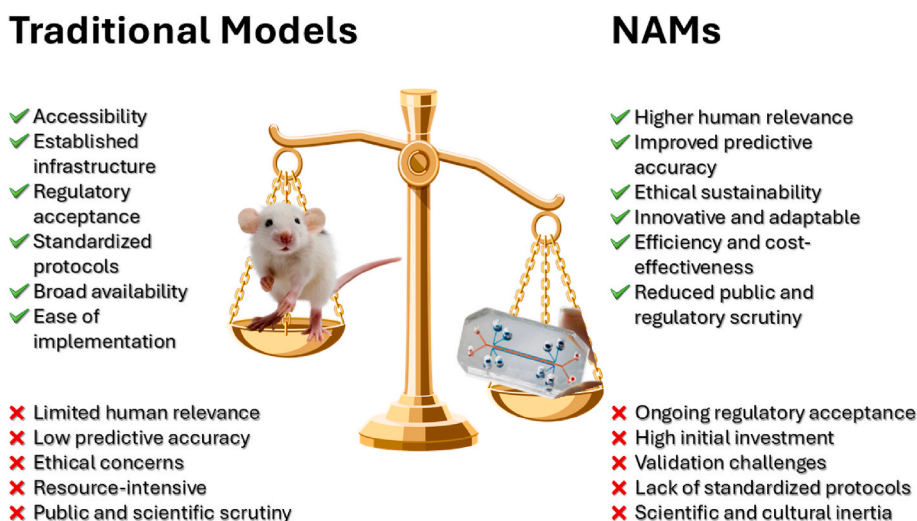 Traditional Models
Accessibility
Established
infrastructure
Regulatory
acceptance
Standardized
protocols
Broad availability
Ease of
implementation
Limited human relevance
Low predictive accuracy
Ethical concerns
Resource-intensive
Public and scientific scrutiny
NAMs
Higher human relevance
Improved predictive
accuracy
Ethical sustainability
Innovative and adaptable
Efficiency and cost-
effectiveness
Reduced public and
regulatory scrutiny
Ongoing regulatory acceptance
High initial investment
Validation challenges
Lack of standardized protocols
Scientific and cultural inertia